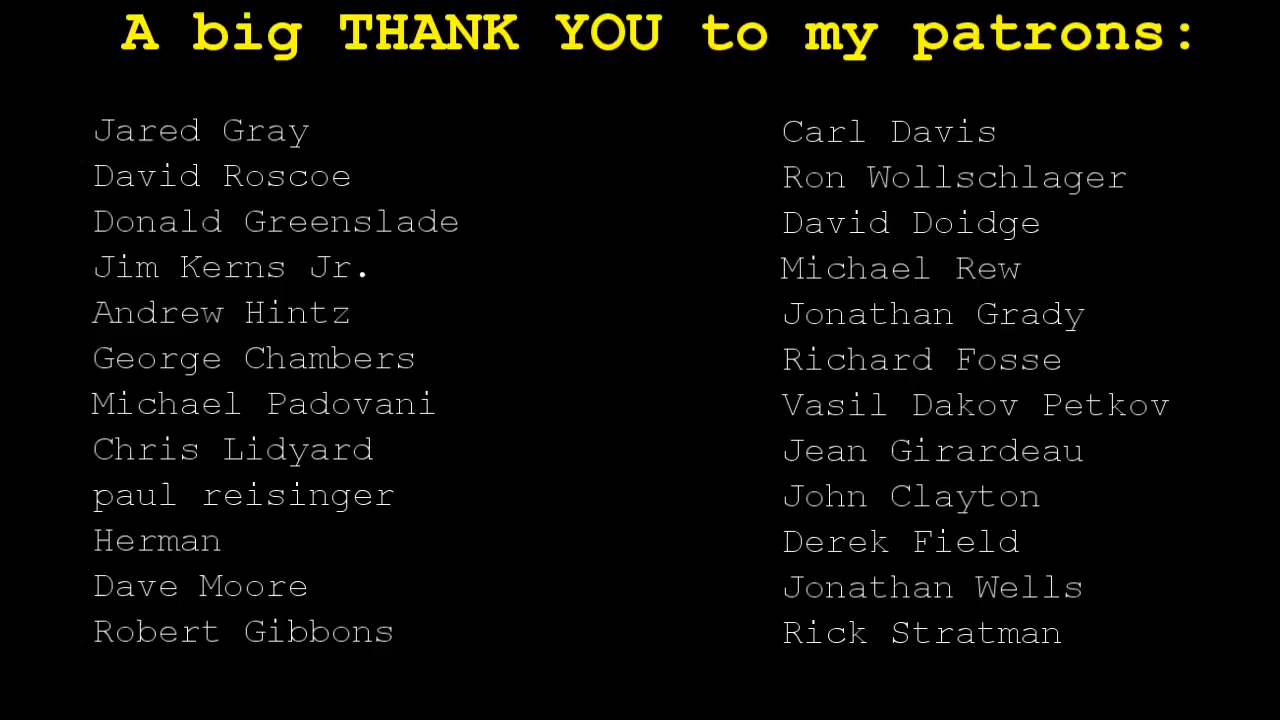 A big THANK YOU to my patrons:
Jared Gray
David Roscoe
Donald Greenslade
Jim Kerns Jr.
Andrew Hintz
George Chambers
Michael Padovani
Chris Lidyard
paul reisinger
Herman
Dave Moore
Robert Gibbons
Carl Davis
Ron Wollschlager
David Doidge
Michael Rew
Jonathan Grady
Richard Fosse
Vasil Dakov Petkov
Jean Girardeau
John Clayton
Derek Field
Jonathan Wells
Rick Stratman